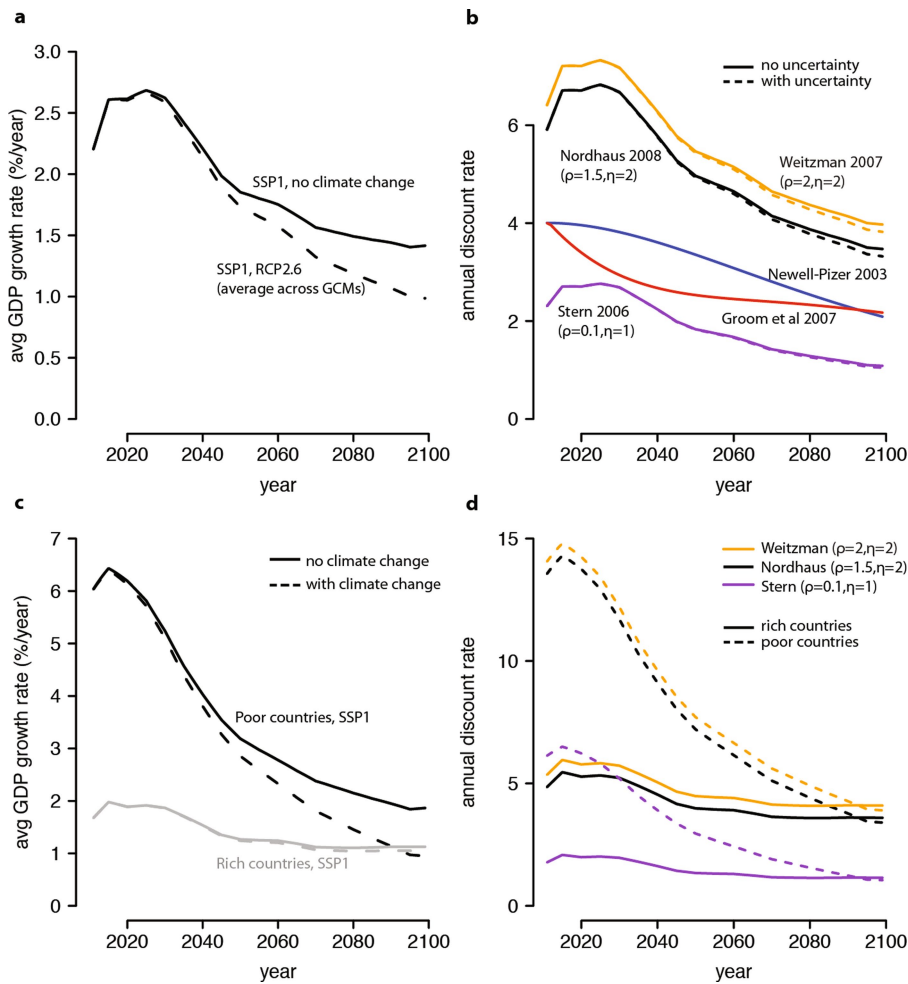 a
avg GDP growth rate (%/year)
3.0
2.5
2.0
1.5
1.0
0.5
0.0
SSP1, no climate change
SSP1, RCP2.6
(average across GCMs)
2020 2040 2060 2080 2100
year
b
annual discount rate
6
4
2
0
no uncertainty
with uncertainty
Nordhaus 2008
(ρ=1.5,η=2)
Weitzman 2007
(ρ=2,η=2)
Newell-Pizer 2003
Groom et al 2007
Stern 2006
(ρ=0.1,η=1)
2020 2040 2060 2080 2100
year
c
avg GDP growth rate (%/year)
7
6
5
4
3
2
1
0
no climate change
with climate change
Poor countries, SSP1
Rich countries, SSP1
2020 2040 2060 2080 2100
year
d
annual discount rate
15
10
5
0
Weitzman (ρ=2,η=2)
Nordhaus (ρ=1.5,η=2)
Stern (ρ=0.1,η=1)
rich countries
poor countries
2020 2040 2060 2080 2100
year